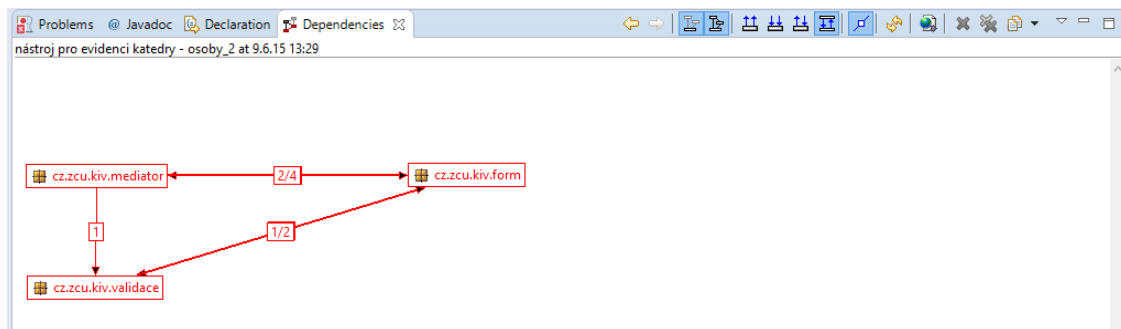 Problems @ Javadoc Declaration Dependencies
nástroj pro evidenci katedry - osoby_2 at 9.6.15 13:29
cz.zcu.kiv.mediator 2/4 cz.zcu.kiv.form
1 1/2
cz.zcu.kiv.validace